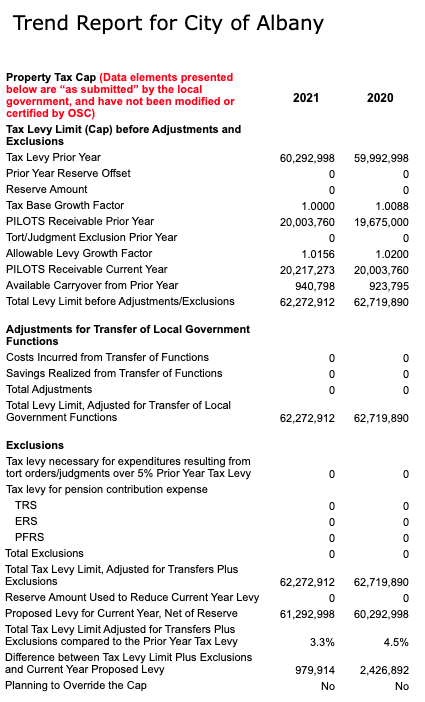 Trend Report for City of Albany
Property Tax Cap (Data elements presented
below are "as submitted" by the local
government, and have not been modified or
certified by OSC)
2021 2020
Tax Levy Limit (Cap) before Adjustments and
Exclusions
Tax Levy Prior Year 60,292,998 59,992,998
Prior Year Reserve Offset 0 0
Reserve Amount 0 0
Tax Base Growth Factor 1.0000 1.0088
PILOTS Receivable Prior Year 20,003,760 19,675,000
Tort/Judgment Exclusion Prior Year 0 0
Allowable Levy Growth Factor 1.0156 1.0200
PILOTS Receivable Current Year 20,217,273 20,003,760
Available Carryover from Prior Year 940,798 923,795
Total Levy Limit before Adjustments/Exclusions 62,272,912 62,719,890
Adjustments for Transfer of Local Government
Functions
Costs Incurred from Transfer of Functions 0 0
Savings Realized from Transfer of Functions 0 0
Total Adjustments 0 0
Total Levy Limit, Adjusted for Transfer of Local
Government Functions 62,272,912 62,719,890
Exclusions
Tax levy necessary for expenditures resulting from
tort orders/judgments over 5% Prior Year Tax Levy 0 0
Tax levy for pension contribution expense
TRS 0 0
ERS 0 0
PFRS 0 0
Total Exclusions 0 0
Total Tax Levy Limit, Adjusted for Transfers Plus
Exclusions 62,272,912 62,719,890
Reserve Amount Used to Reduce Current Year Levy 0 0
Proposed Levy for Current Year, Net of Reserve 61,292,998 60,292,998
Total Tax Levy Limit Adjusted for Transfers Plus
Exclusions compared to the Prior Year Tax Levy 3.3% 4.5%
Difference between Tax Levy Limit Plus Exclusions
and Current Year Proposed Levy 979,914 2,426,892
Planning to Override the Cap No No